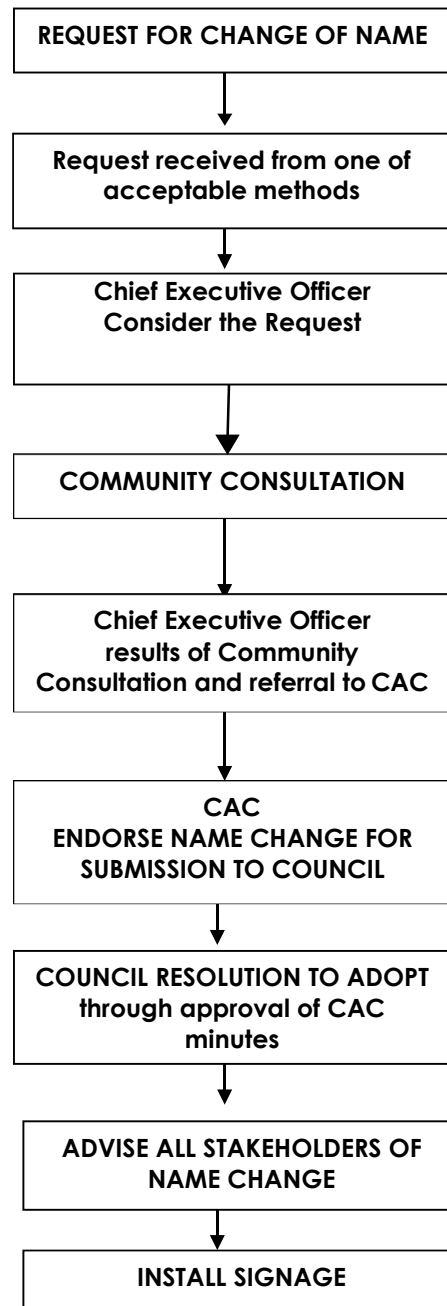 REQUEST FOR CHANGE OF NAME
Request received from one of
acceptable methods
Chief Executive Officer
Consider the Request
COMMUNITY CONSULTATION
Chief Executive Officer
results of Community
Consultation and referral to CAC
CAC
ENDORSE NAME CHANGE FOR
SUBMISSION TO COUNCIL
COUNCIL RESOLUTION TO ADOPT
through approval of CAC
minutes
ADVISE ALL STAKEHOLDERS OF
NAME CHANGE
INSTALL SIGNAGE